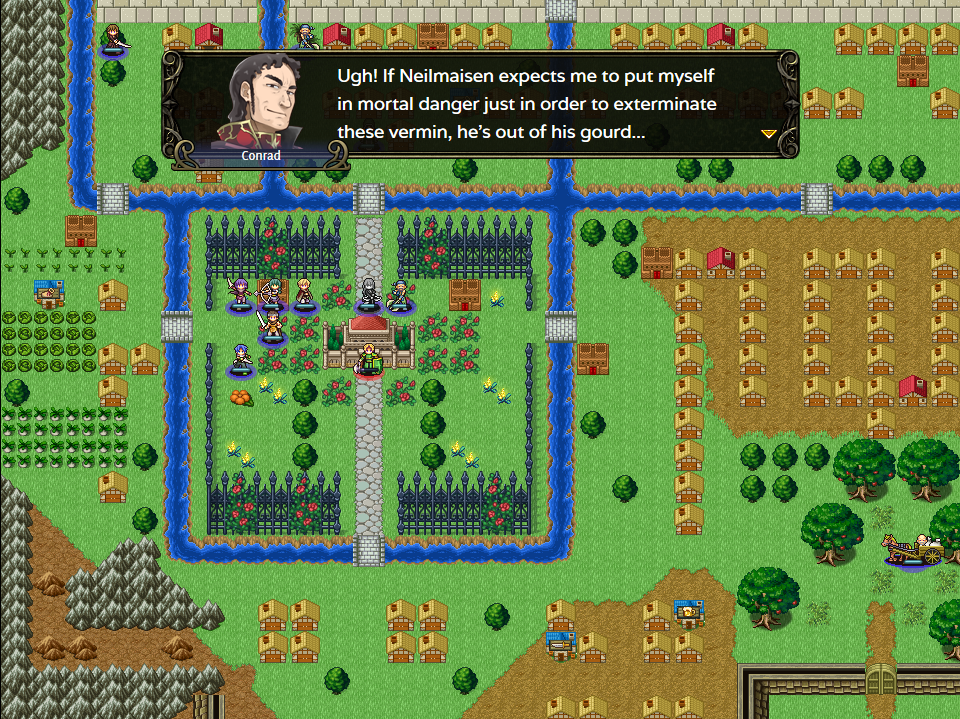 Ugh! If Neilmaisen expects me to put myself
in mortal danger just in order to exterminate
these vermin, he's out of his gourd...
Conrad